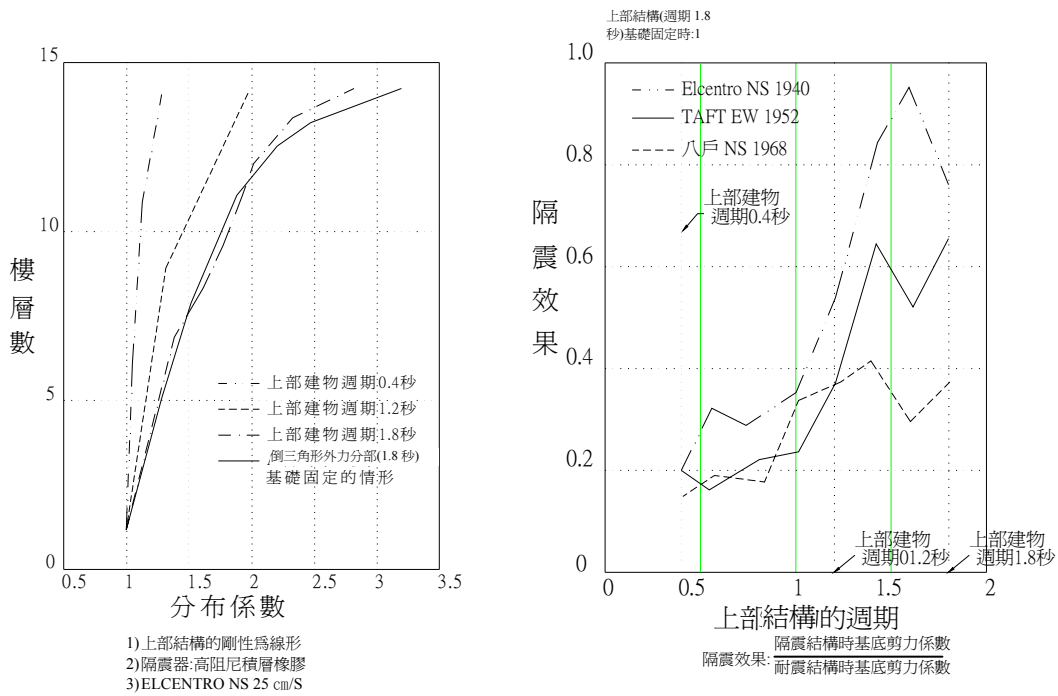 15
10
5
0
0.5
1
1.5
2
2.5
3
3.5
樓層數
分布係數
上部建物週期0.4秒
上部建物週期1.2秒
上部建物週期1.8秒
倒三角形外力分部(1.8 秒)
基礎固定的情形
1)上部結構的剛性爲線形
2)隔震器:高阻尼積層橡膠
3)ELCENTRO NS 25 cm/S
上部結構(週期 1.8
秒)基礎固定時:1
1.0
0.8
0.6
0.4
0.2
0
0
0.5
1
1.5
2
隔震效果
Elcentro NS 1940
TAFT EW 1952
八戶 NS 1968
上部建物
週期0.4秒
上部建物
週期01.2秒
上部建物
週期1.8秒
上部結構的週期
隔震效果:
隔震結構時基底剪力係數
耐震結構時基底剪力係數